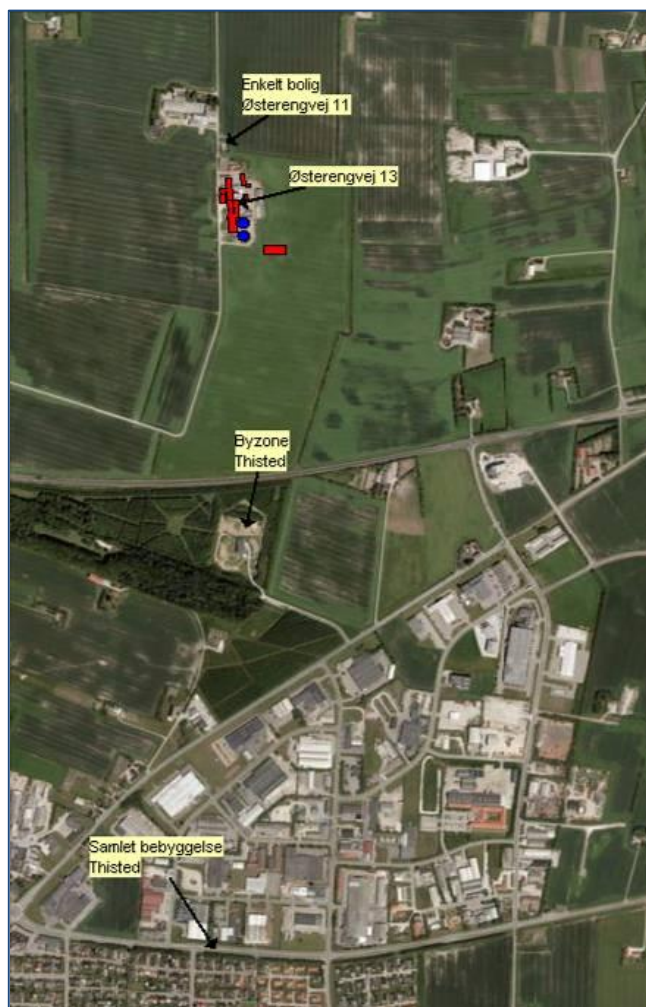 Enkelt bolig
Østerengvej 11
Østerengvej 13
Byzone
Thisted
Samlet bebyggelse
Thisted